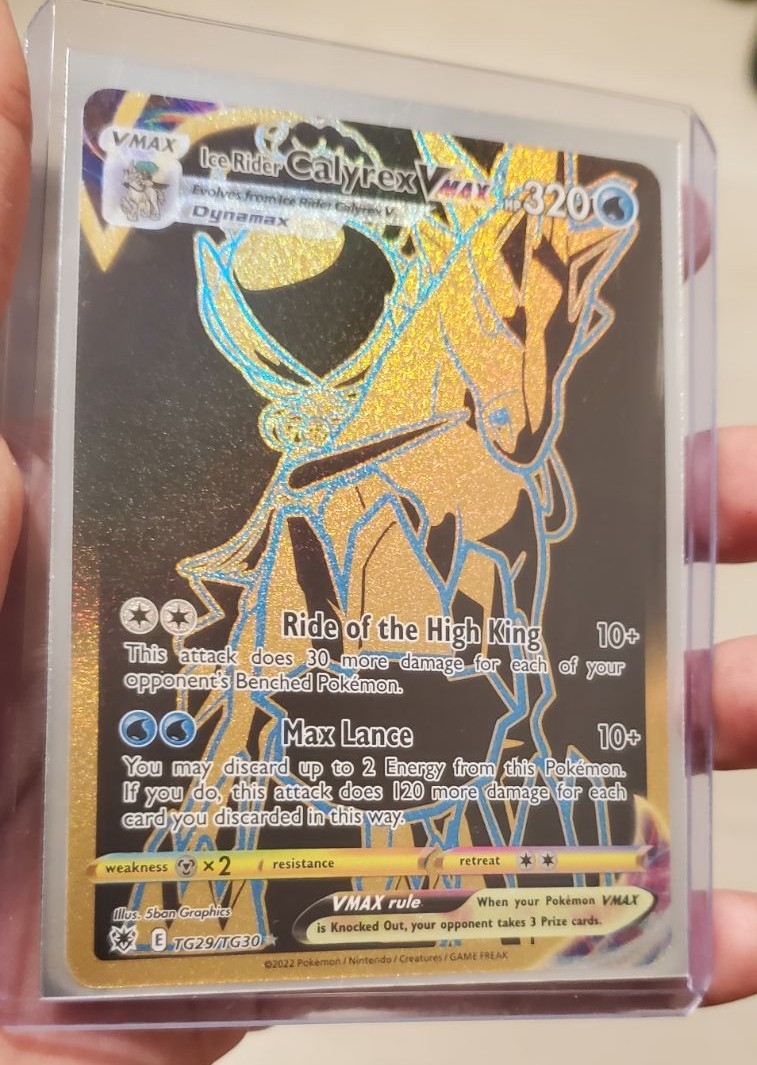 VMAX
Ice Rider Calyrex VMAX HP 320
Evolves from Ice Rider Calyrex V
Dynamax
Ride of the High King 10+
This attack does 30 more damage for each of your
opponent's Benched Pokémon.
Max Lance 10+
You may discard up to 2 Energy from this Pokémon.
If you do, this attack does 120 more damage for each
card you discarded in this way.
weakness ×2 resistance retreat
Illus. 5ban Graphics
VMAX rule When your Pokémon VMAX
is Knocked Out, your opponent takes 3 Prize cards.
E TG29/TG30
©2022 Pokémon / Nintendo / Creatures / GAME FREAK